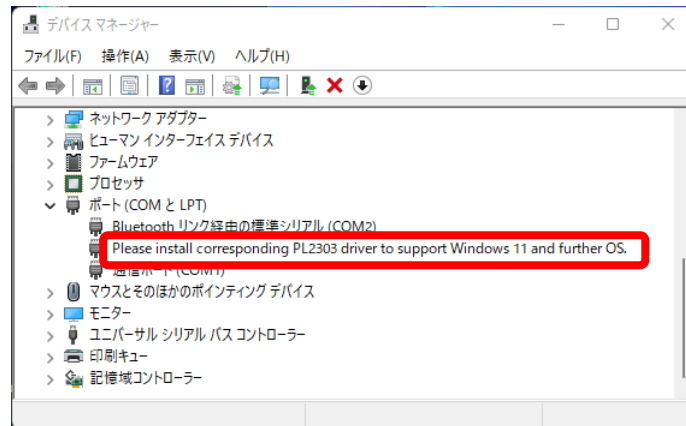 デバイス マネージャー
ファイル(F) 操作(A) 表示(V) ヘルプ(H)
ネットワーク アダプター
ヒューマン インターフェイス デバイス
ファームウェア
プロセッサ
ポート (COM と LPT)
Bluetooth リンク経由の標準シリアル (COM2)
Please install corresponding PL2303 driver to support Windows 11 and further OS.
通信ポート (COM1)
マウスとそのほかのポインティング デバイス
モニター
ユニバーサル シリアル バス コントローラー
印刷キュー
記憶域コントローラー